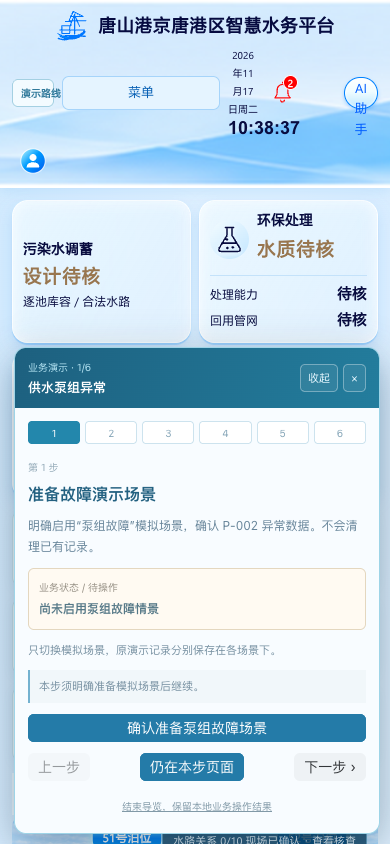 唐山港京唐港区智慧水务平台
演示路线
菜单
2026
年11
月17
日周二
10:38:37
2
AI
助
手
污染水调蓄
设计待核
逐池库容 / 合法水路
环保处理
水质待核
处理能力
待核
回用管网
待核
业务演示 · 1/6
供水泵组异常
收起
×
1
2
3
4
5
6
第 1 步
准备故障演示场景
明确启用“泵组故障”模拟场景，确认 P-002 异常数据。不会清
理已有记录。
业务状态 / 待操作
尚未启用泵组故障情景
只切换模拟场景，原演示记录分别保存在各场景下。
本步须明确准备模拟场景后继续。
确认准备泵组故障场景
上一步
仍在本步页面
下一步 ›
结束导览，保留本地业务操作结果
51号泊位
水路关系 0/10 现场已确认 · 查看核查